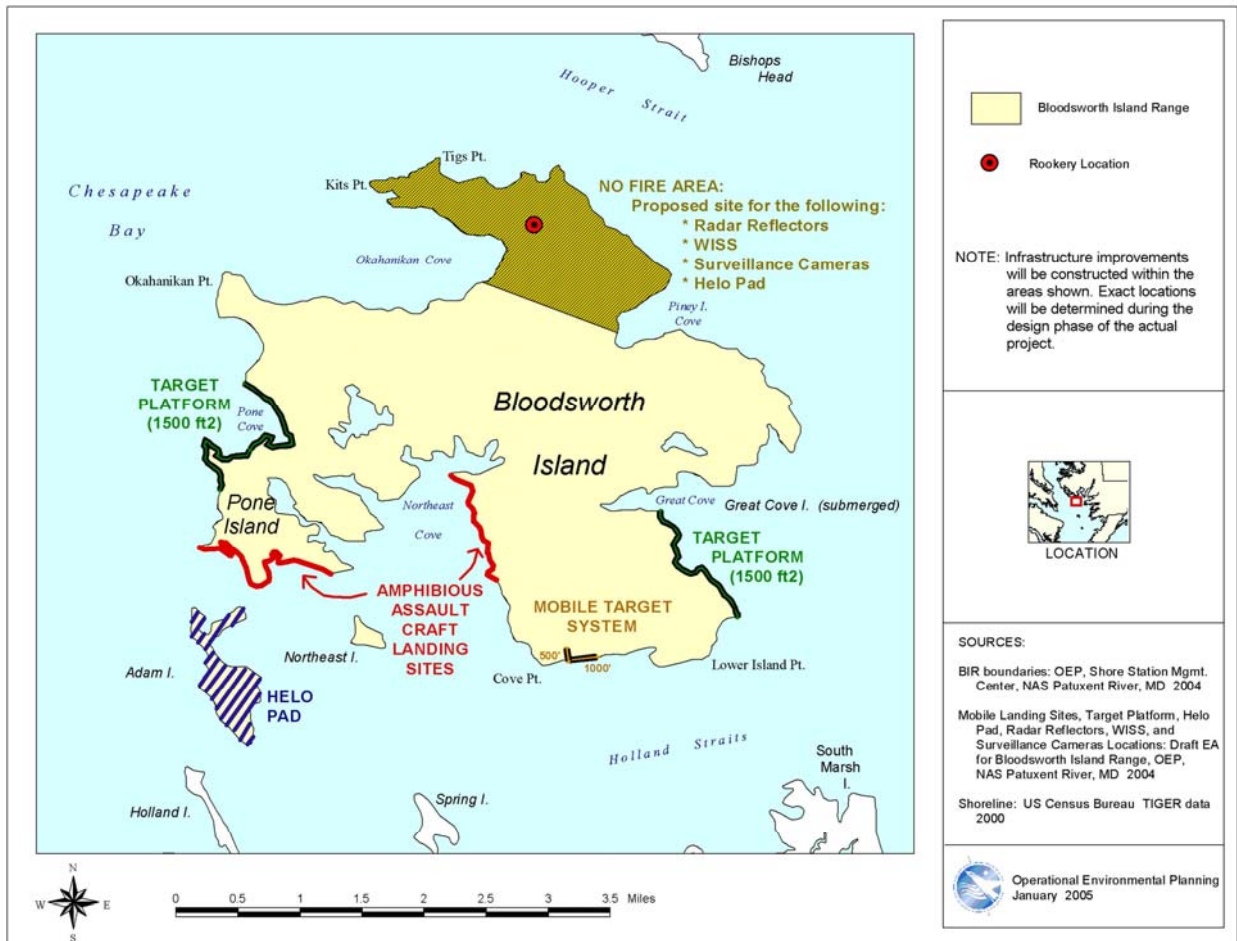 Bishops
Head
Hooper Strait
Tigs Pt.
Kits Pt.
Chesapeake
Bay
NO FIRE AREA:
Proposed site for the following:
* Radar Reflectors
* WISS
* Surveillance Cameras
* Helo Pad
Okahanikan Cove
Okahanikan Pt.
Piney I.
Cove
TARGET
PLATFORM
(1500 ft2)
Pone
Cove
Bloodsworth
Island
Pone
Island
Northeast
Cove
Great Cove
Great Cove I. (submerged)
TARGET
PLATFORM
(1500 ft2)
AMPHIBIOUS
ASSAULT
CRAFT
LANDING
SITES
MOBILE TARGET
SYSTEM
500'
1000'
Northeast I.
Adam I.
Cove Pt.
Lower Island Pt.
HELO
PAD
Holland Straits
South
Marsh
I.
Holland I.
Spring I.
N
W E
S
0 0.5 1 1.5 2 2.5 3 3.5 Miles
Bloodsworth Island Range
Rookery Location
NOTE: Infrastructure improvements
will be constructed within the
areas shown. Exact locations
will be determined during the
design phase of the actual
project.
LOCATION
SOURCES:
BIR boundaries: OEP, Shore Station Mgmt.
Center, NAS Patuxent River, MD 2004
Mobile Landing Sites, Target Platform, Helo
Pad, Radar Reflectors, WISS, and
Surveillance Cameras Locations: Draft EA
for Bloodsworth Island Range, OEP,
NAS Patuxent River, MD 2004
Shoreline: US Census Bureau TIGER data
2000
Operational Environmental Planning
January 2005